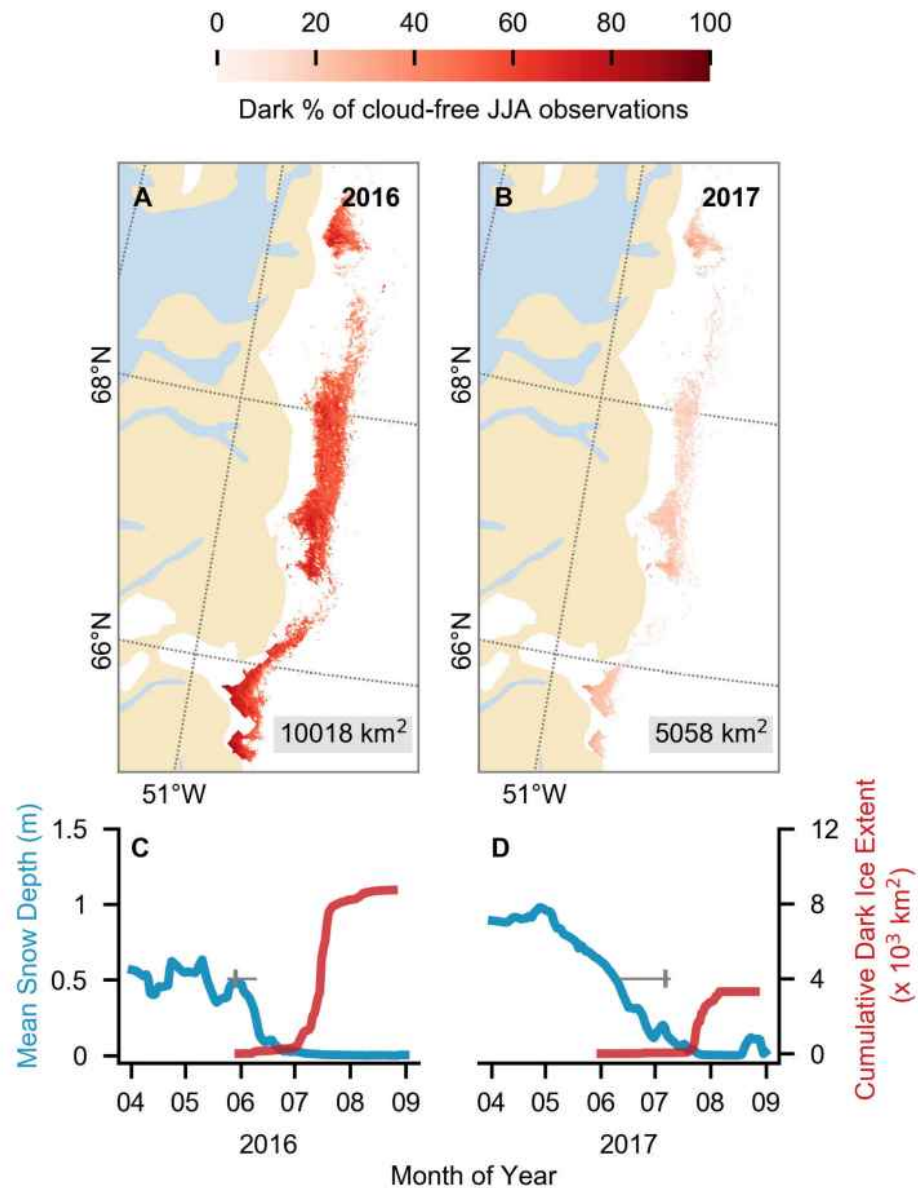 0 20 40 60 80 100
Dark % of cloud-free JJA observations
A 2016
B 2017
68°N
68°N
66°N
66°N
10018 km²
5058 km²
51°W
51°W
Mean Snow Depth (m)
1.5
1
0.5
0
C
D
12
8
4
0
Cumulative Dark Ice Extent
(x 10³ km²)
04 05 06 07 08 09
04 05 06 07 08 09
2016
2017
Month of Year